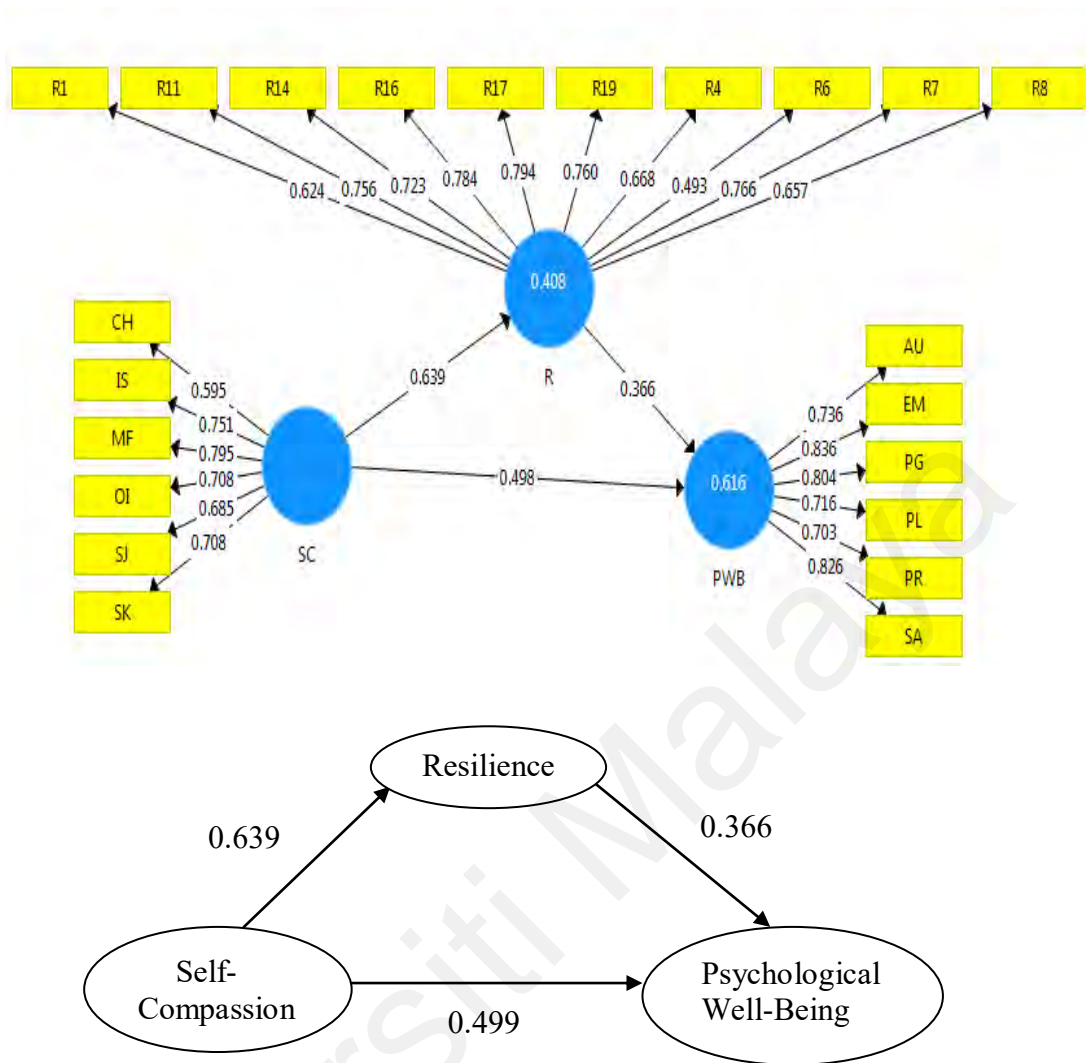 R1 R11 R14 R16 R17 R19 R4 R6 R7 R8
0.624 0.756 0.723 0.784 0.794 0.760 0.668 0.493 0.766 0.657
0.408
R
CH
IS
MF
OI
SJ
SK
0.595
0.751
0.795
0.708
0.685
0.708
SC
0.639
0.366
0.498
0.616
PWB
0.736
0.836
0.804
0.716
0.703
0.826
AU
EM
PG
PL
PR
SA
Resilience
0.639
0.366
Self-
Compassion
0.499
Psychological
Well-Being
rsiti Malaya